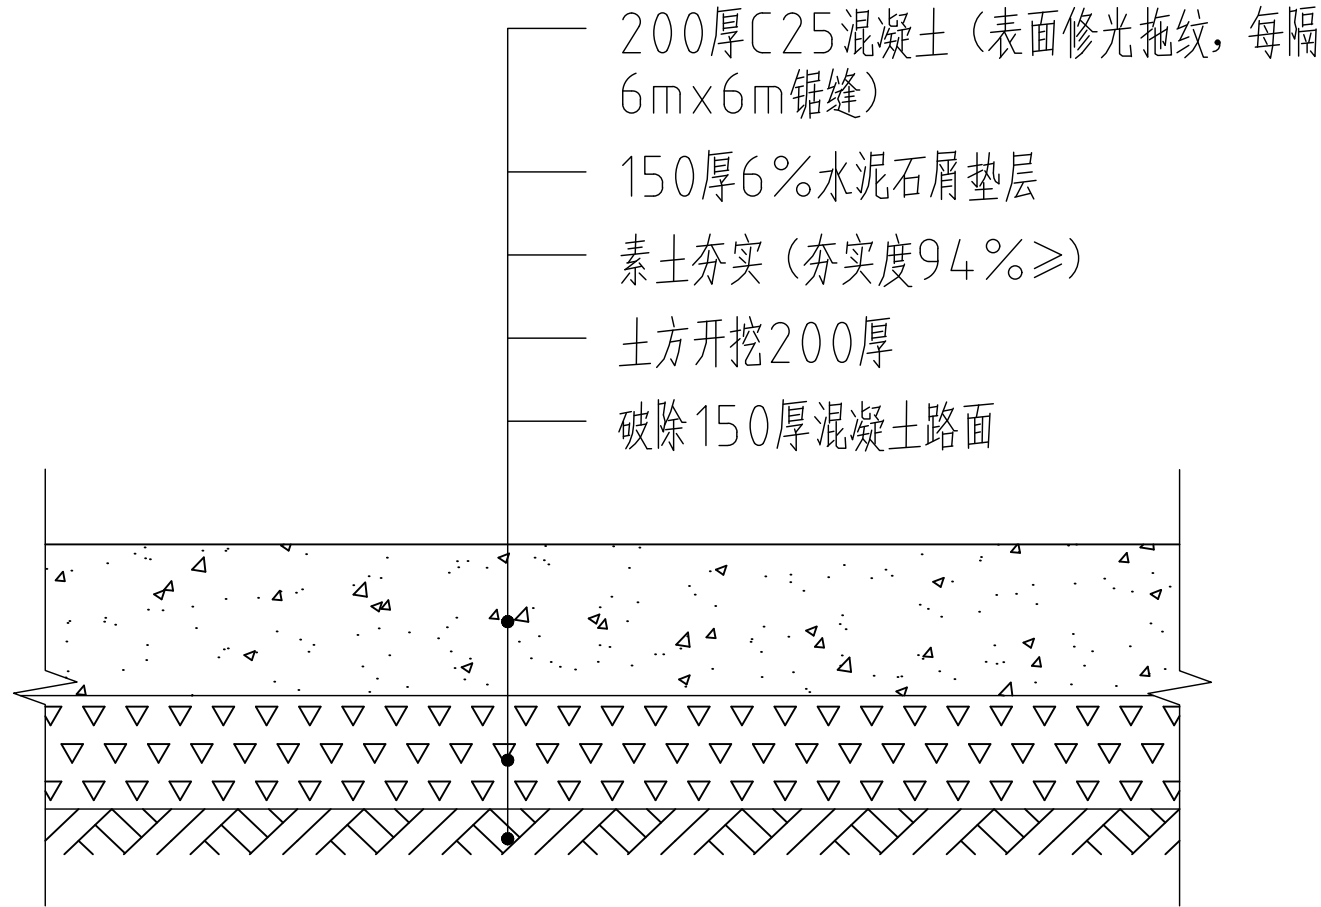 200厚C25混凝土（表面修光拖纹，每隔
6mx6m锯缝）
150厚6%水泥石屑垫层
素土夯实（夯实度94%≥）
土方开挖200厚
破除150厚混凝土路面